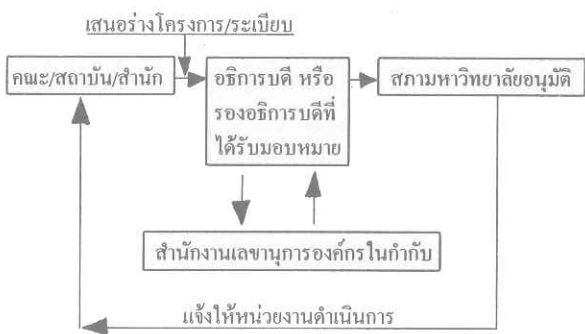 เสนอร่างโครงการ/ระเบียบ
คณะ/สถาบัน/สำนัก
อธิการบดี หรือ
รองอธิการบดีที่
ได้รับมอบหมาย
สภามหาวิทยาลัยอนุมัติ
สำนักงานเลขานุการองค์กรในกำกับ
แจ้งให้หน่วยงานดำเนินการ